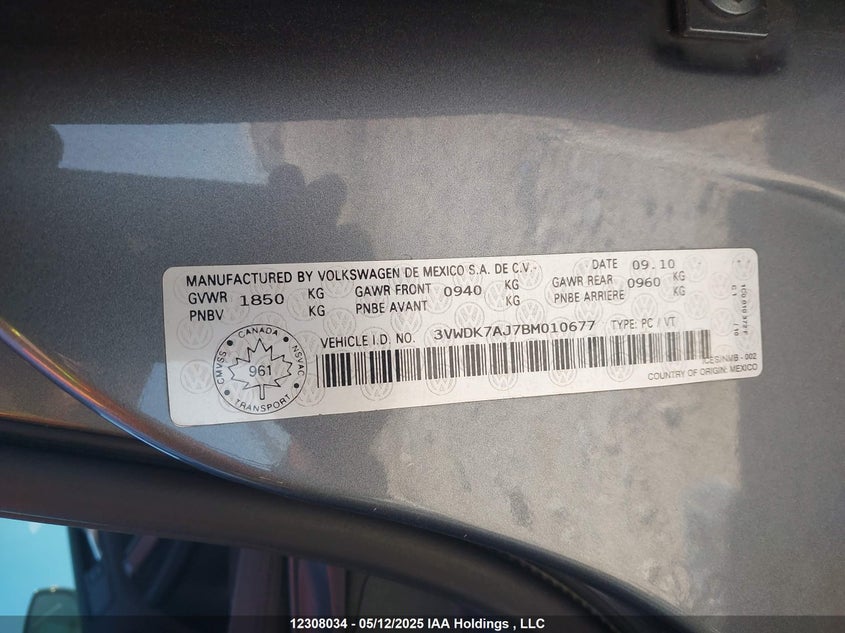 MANUFACTURED BY VOLKSWAGEN DE MEXICO S.A. DE C.V.-
DATE 09.10
GVWR 1850 KG GAWR FRONT 0940 KG GAWR REAR 0960 KG
PNBV KG PNBE AVANT KG PNBE ARRIERE KG
VEHICLE I.D. NO. 3VWDK7AJ7BM010677 TYPE: PC / VT
CANADA
CMVSS 961 NSVAC
TRANSPORT
ICES/NMB - 002
COUNTRY OF ORIGIN: MEXICO
12308034 - 05/12/2025 IAA Holdings , LLC